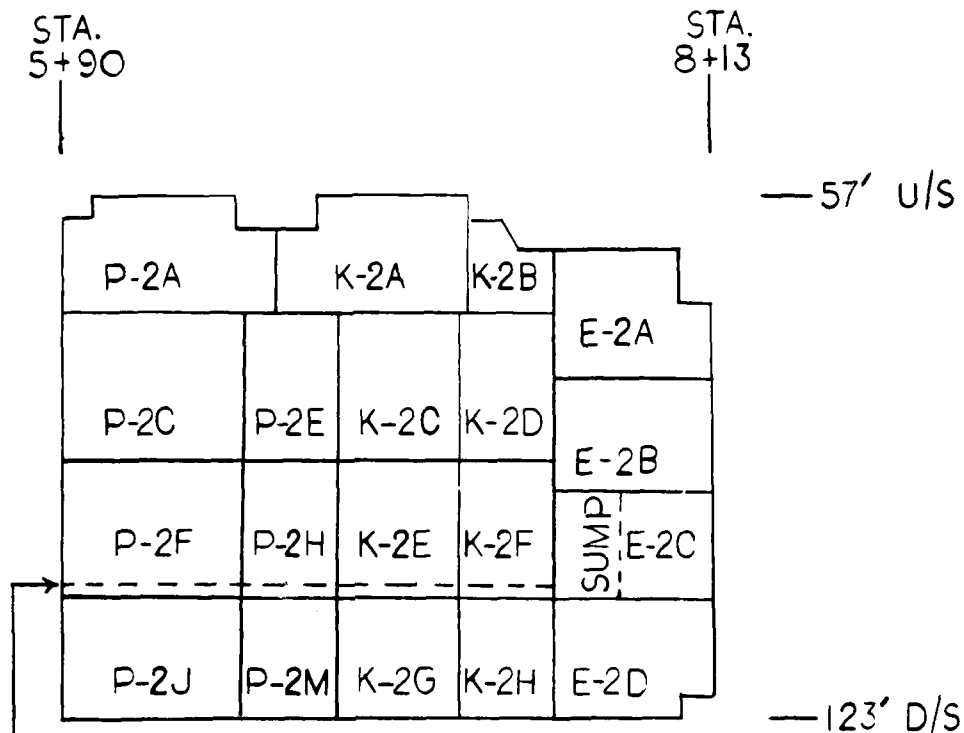 STA.
5+90
STA.
8+13
57' U/S
P-2A
K-2A
K-2B
E-2A
P-2C
P-2E
K-2C
K-2D
E-2B
P-2F
P-2H
K-2E
K-2F
SUMP
E-2C
P-2J
P-2M
K-2G
K-2H
E-2D
123' D/S